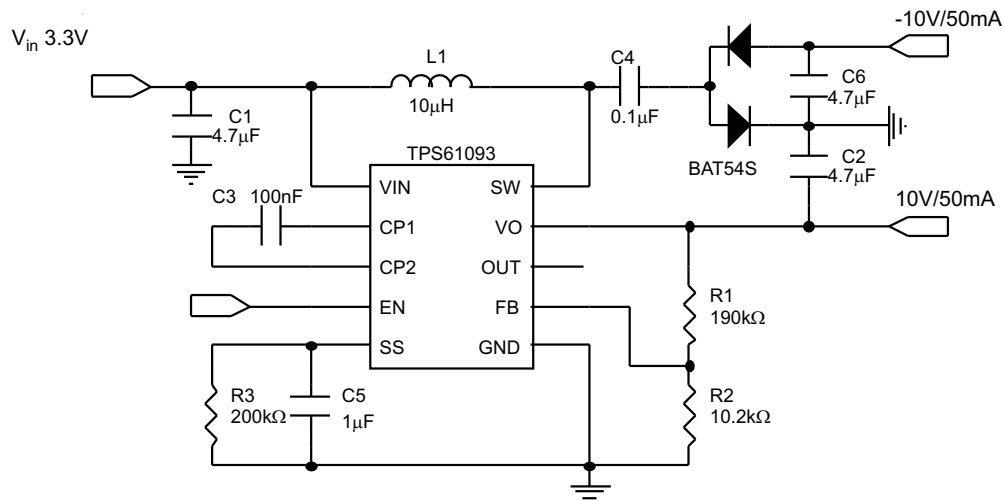 -10V/50mA
Vin 3.3V
L1
C4
C6
4.7μF
10μH
0.1μF
C1
4.7μF
C2
4.7μF
TPS61093
BAT54S
C3 100nF
VIN
SW
10V/50mA
CP1
VO
CP2
OUT
EN
FB
R1
190kΩ
SS
GND
R3
200kΩ
C5
1μF
R2
10.2kΩ